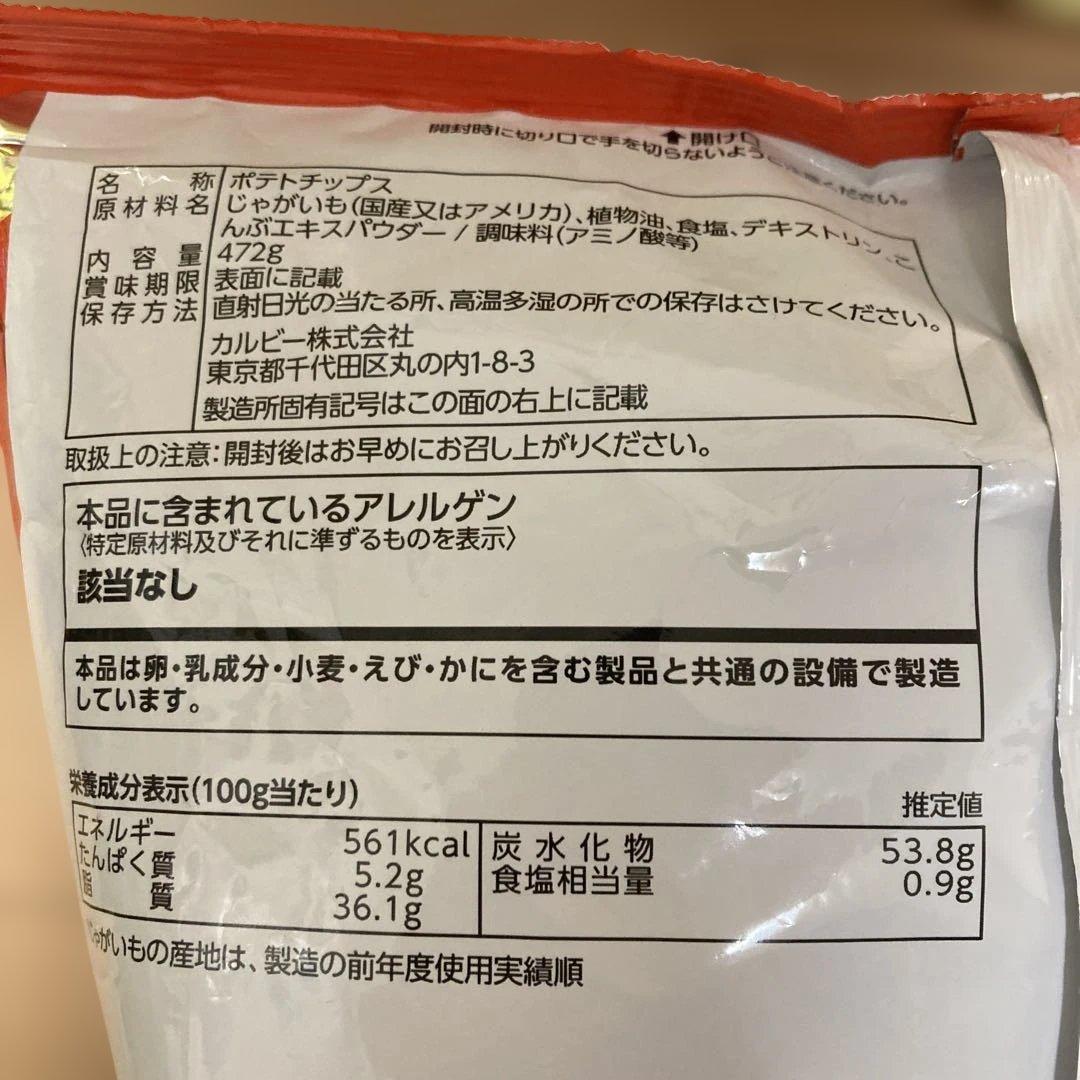 開け口
開封時に切り口で手を切らないようご注意ください。
名称 ポテトチップス
原材料名 じゃがいも(国産又はアメリカ)、植物油、食塩、デキストリン、こ
んぶエキスパウダー / 調味料(アミノ酸等)
内容量 472g
賞味期限 表面に記載
保存方法 直射日光の当たる所、高温多湿の所での保存はさけてください。
カルビー株式会社
東京都千代田区丸の内1-8-3
製造所固有記号はこの面の右上に記載
取扱上の注意:開封後はお早めにお召し上がりください。
本品に含まれているアレルゲン
〈特定原材料及びそれに準ずるものを表示〉
該当なし
本品は卵・乳成分・小麦・えび・かにを含む製品と共通の設備で製造
しています。
栄養成分表示(100g当たり) 推定値
エネルギー 561kcal 炭水化物 53.8g
たんぱく質 5.2g 食塩相当量 0.9g
脂質 36.1g
じゃがいもの産地は、製造の前年度使用実績順